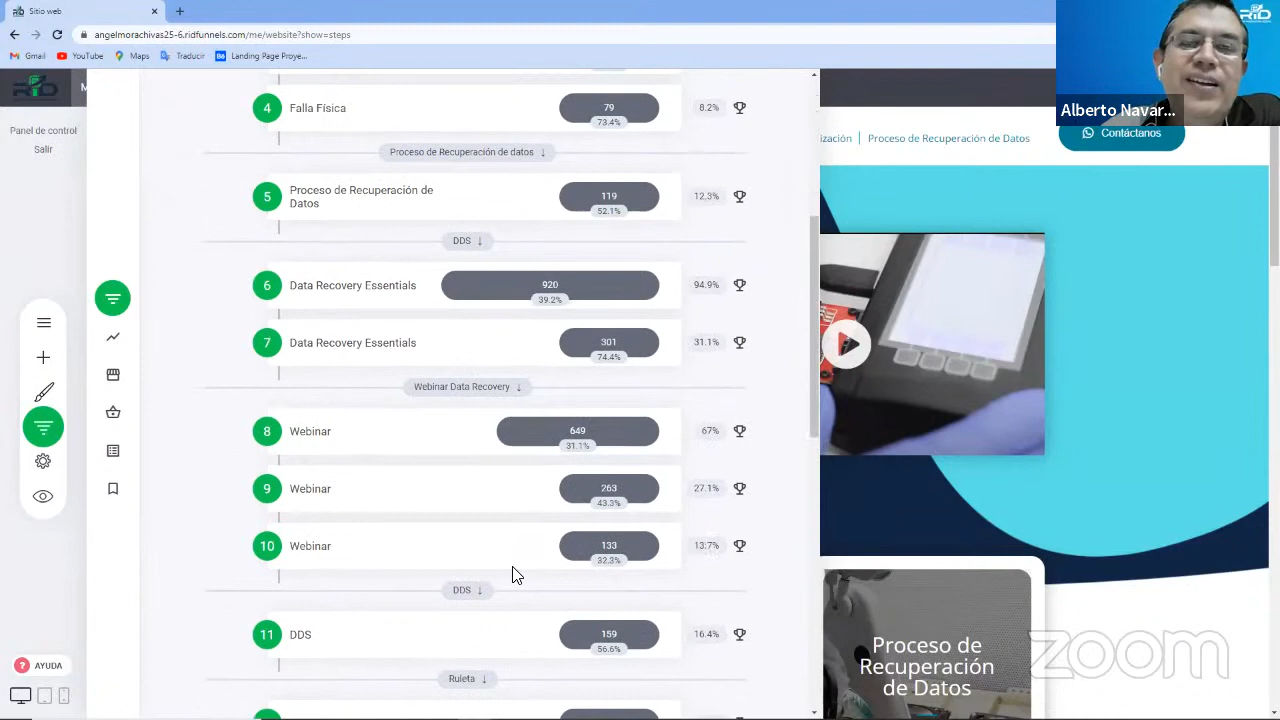 Sitio web
angelmorachivas25-6.ridfunnels.com/me/website?show=steps
Gmail
YouTube
Maps
Traducir
Landing Page Proye...
RiD
Alberto Navar...
RiD
M
Panel de control
Salir
4
Falla Física
79
73.4%
8.2%
Proceso de Recuperación de datos ↓
5
Proceso de Recuperación de
Datos
119
52.1%
12.3%
DDS ↓
6
Data Recovery Essentials
920
39.2%
94.9%
7
Data Recovery Essentials
301
74.4%
31.1%
Webinar Data Recovery ↓
8
Webinar
649
31.1%
9
Webinar
263
43.3%
10
Webinar
133
32.3%
13.7%
DDS ↓
11
DDS
159
56.6%
16.4%
Ruleta ↓
? AYUDA
ización
Proceso de Recuperación de Datos
Contáctanos
Proceso de
Recuperación
de Datos
zoom